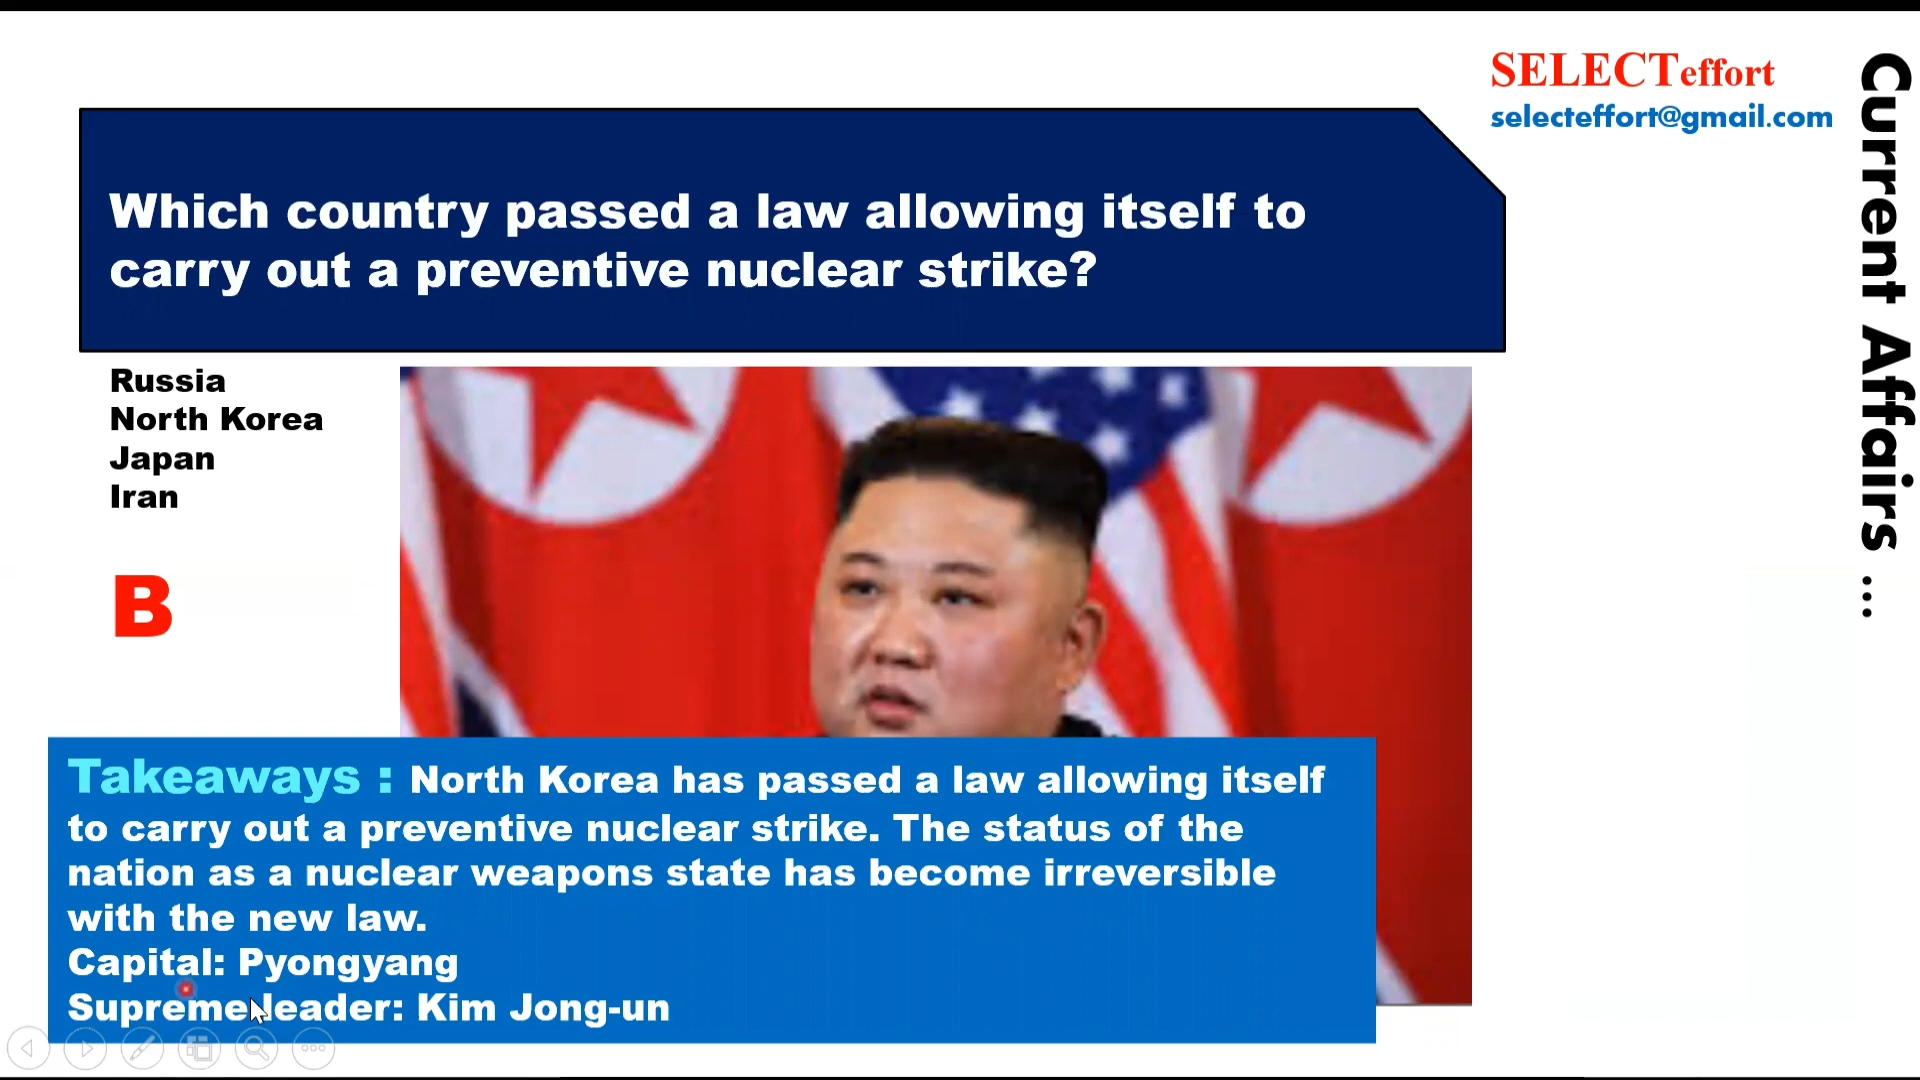 SELECTeffort
selecteffort@gmail.com
Current Affairs ...
Which country passed a law allowing itself to
carry out a preventive nuclear strike?
Russia
North Korea
Japan
Iran
B
Takeaways : North Korea has passed a law allowing itself
to carry out a preventive nuclear strike. The status of the
nation as a nuclear weapons state has become irreversible
with the new law.
Capital: Pyongyang
Supreme leader: Kim Jong-un